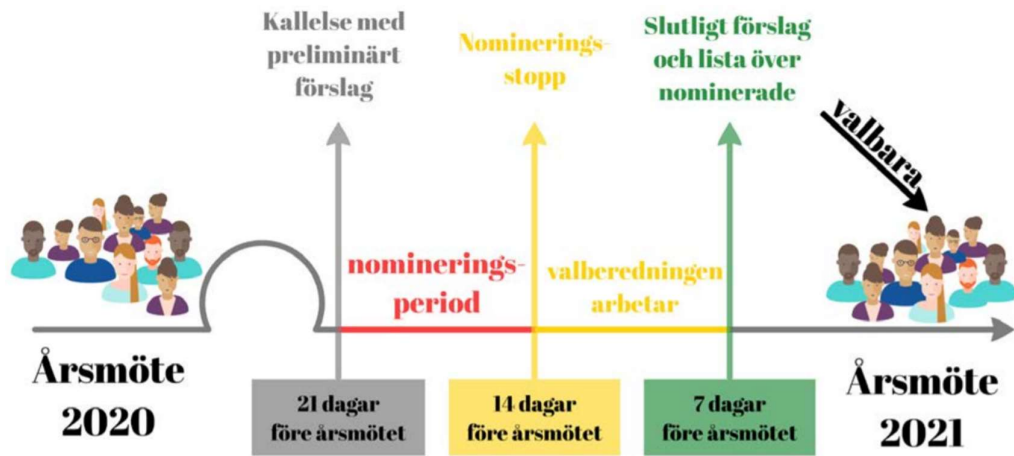 Kallelse med
preliminärt
förslag
Nominerings-
stopp
Slutligt förslag
och lista över
nominerade
valbara
nominerings-
period
valberedningen
arbetar
Årsmöte
2020
21 dagar
före årsmötet
14 dagar
före årsmötet
7 dagar
före årsmötet
Årsmöte
2021